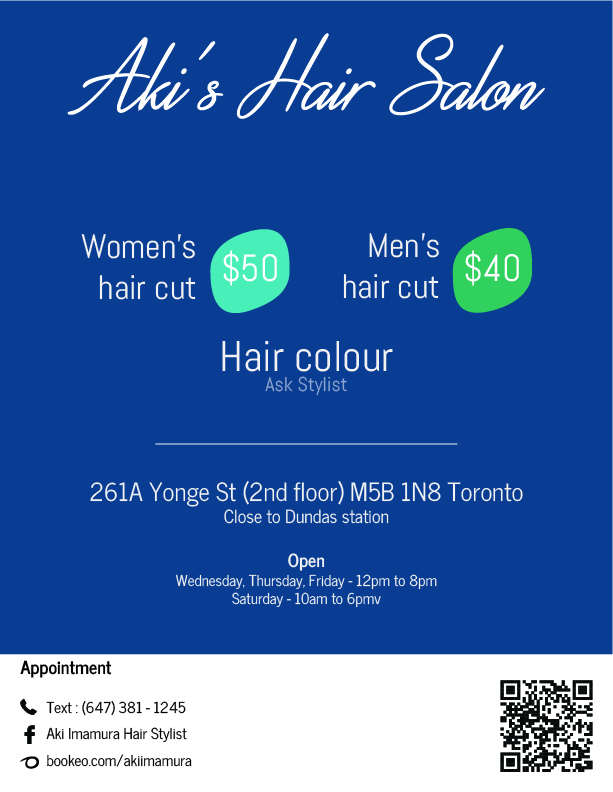 Aki's Hair Salon
Women's
hair cut
$50
Men's
hair cut
$40
Hair colour
Ask Stylist
261A Yonge St (2nd floor) M5B 1N8 Toronto
Close to Dundas station
Open
Wednesday, Thursday, Friday - 12pm to 8pm
Saturday - 10am to 6pmv
Appointment
Text : (647) 381 - 1245
Aki Imamura Hair Stylist
bookeo.com/akiimamura